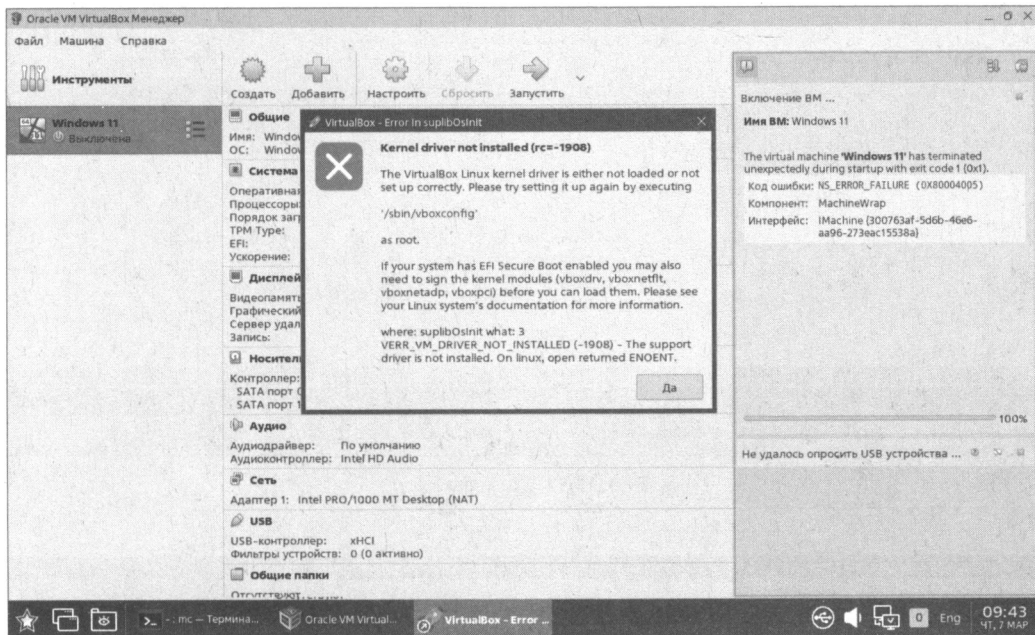 Oracle VM VirtualBox Менеджер
Файл Машина Справка
Инструменты
Создать Добавить Настроить Сбросить Запустить
Windows 11
Выключена
Общие
Имя: Windov
ОС: Windov
Система
Оперативная
Процессоры:
Порядок заг
TPM Type:
EFI:
Ускорение:
Дисплей
Видеопамять
Графический
Сервер удал
Запись:
Носител
Контроллер:
SATA порт 0
SATA порт 1
Аудио
Аудиодрайвер: По умолчанию
Аудиоконтроллер: Intel HD Audio
Сеть
Адаптер 1: Intel PRO/1000 MT Desktop (NAT)
USB
USB-контроллер: xHCI
Фильтры устройств: 0 (0 активно)
Общие папки
VirtualBox - Error In suplibOsInit
Kernel driver not installed (rc=-1908)
The VirtualBox Linux kernel driver is either not loaded or not
set up correctly. Please try setting it up again by executing
'/sbin/vboxconfig'
as root.
If your system has EFI Secure Boot enabled you may also
need to sign the kernel modules (vboxdrv, vboxnetflt,
vboxnetadp, vboxpci) before you can load them. Please see
your Linux system's documentation for more information.
where: suplibOsInit what: 3
VERR_VM_DRIVER_NOT_INSTALLED (-1908) - The support
driver is not installed. On linux, open returned ENOENT.
Да
Включение ВМ ...
Имя ВМ: Windows 11
The virtual machine 'Windows 11' has terminated
unexpectedly during startup with exit code 1 (0x1).
Код ошибки: NS_ERROR_FAILURE (0X80004005)
Компонент: MachineWrap
Интерфейс: IMachine {300763af-5d6b-46e6-
aa96-273eac15538a}
100%
Не удалось опросить USB устройства ...
- : mc — Термина...
Oracle VM Virtual...
VirtualBox - Error ...
0
Eng
09:43
ЧТ, 7 МАР